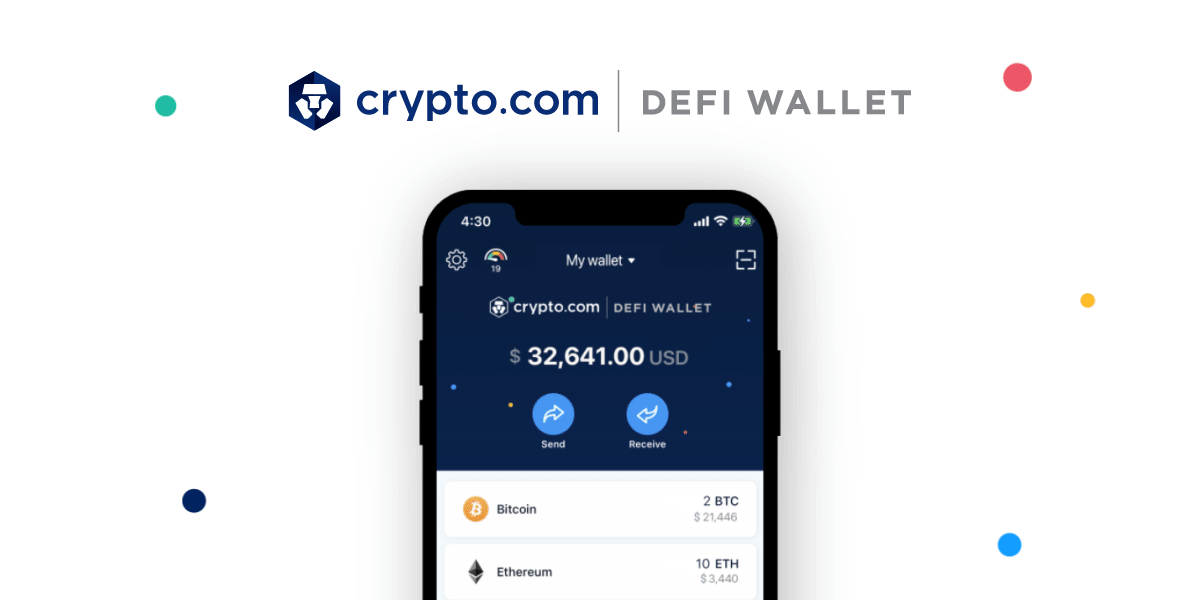 crypto.com | DEFI WALLET
4:30
19
My wallet
crypto.com | DEFI WALLET
$ 32,641.00 USD
Send Receive
Bitcoin 2 BTC
$ 21,446
Ethereum 10 ETH
$ 3,440